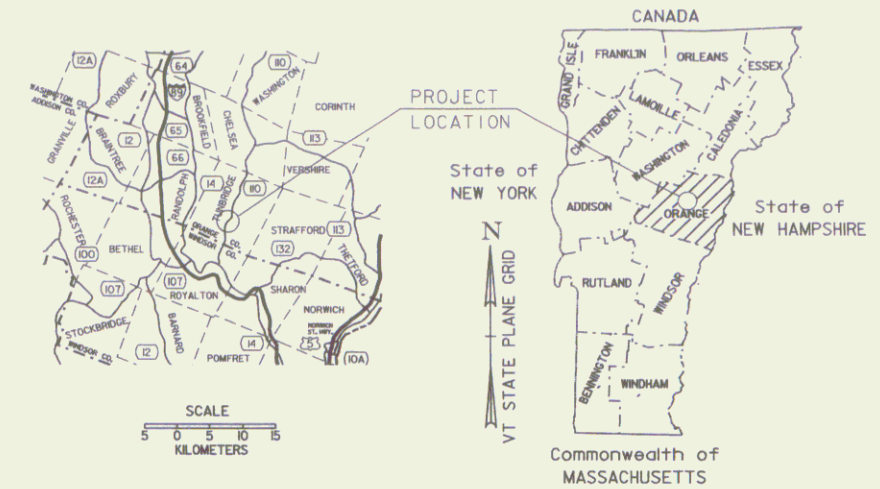 12A
64
110
WASHINGTON CO.
ADDISON CO.
ROXBURY
89
BROOKFIELD
WASHINGTON
CORINTH
GRANVILLE
12
BRAINTREE
65
CHELSEA
113
66
VERSHIRE
12A
RANDOLPH
14
TUNBRIDGE
110
ROCHESTER
ORANGE CO.
WINDSOR CO.
STRAFFORD
113
BETHEL
132
100
THETFORD
107
107
ROYALTON
SHARON
NORWICH
STOCKBRIDGE
BARNARD
NORWICH
ST. HWY.
WINDSOR CO.
12
14
5
POMFRET
10A
SCALE
5 0 5 10 15
KILOMETERS
PROJECT
LOCATION
CANADA
GRAND ISLE
FRANKLIN
ORLEANS
ESSEX
LAMOILLE
CHITTENDEN
CALEDONIA
WASHINGTON
State of
NEW YORK
ADDISON
ORANGE
State of
NEW HAMPSHIRE
N
VT STATE PLANE GRID
RUTLAND
WINDSOR
BENNINGTON
WINDHAM
Commonwealth of
MASSACHUSETTS